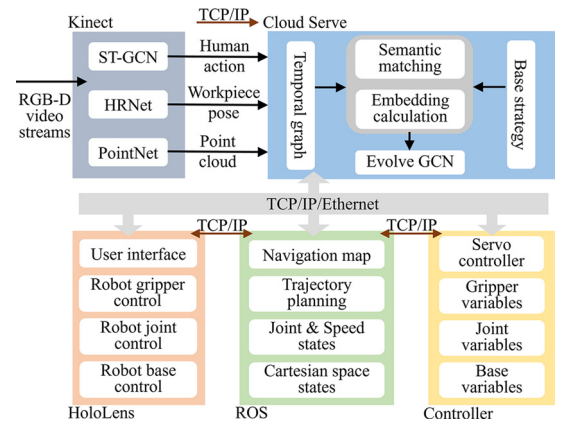 TCP/IP
Kinect
Cloud Serve
RGB-D
video
streams
ST-GCN
HRNet
PointNet
Human
action
Workpiece
pose
Point
cloud
Temporal graph
Semantic
matching
Embedding
calculation
Evolve GCN
Base strategy
TCP/IP/Ethernet
TCP/IP
TCP/IP
User interface
Robot gripper
control
Robot joint
control
Robot base
control
HoloLens
Navigation map
Trajectory
planning
Joint & Speed
states
Cartesian space
states
ROS
Servo
controller
Gripper
variables
Joint
variables
Base
variables
Controller